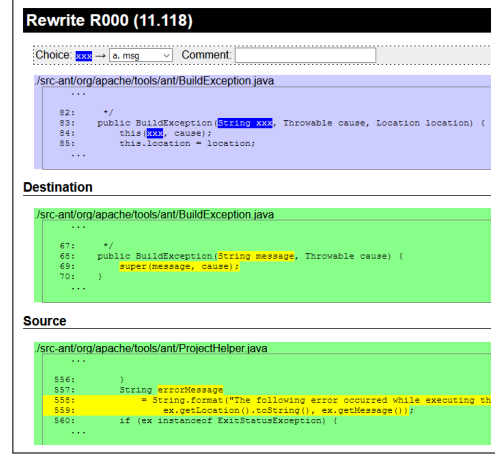 Rewrite R000 (11.118)
Choice: xxx → a. msg Comment:
./src-ant/org/apache/tools/ant/BuildException.java
...
82: */
83: public BuildException(String xxx, Throwable cause, Location location) {
84: this(xxx, cause);
85: this.location = location;
...
Destination
./src-ant/org/apache/tools/ant/BuildException.java
...
67: */
68: public BuildException(String message, Throwable cause) {
69: super(message, cause);
70: }
...
Source
./src-ant/org/apache/tools/ant/ProjectHelper.java
...
556: }
557: String errorMessage
558: = String.format("The following error occurred while executing th
559: ex.getLocation().toString(), ex.getMessage());
560: if (ex instanceof ExitStatusException) {
...